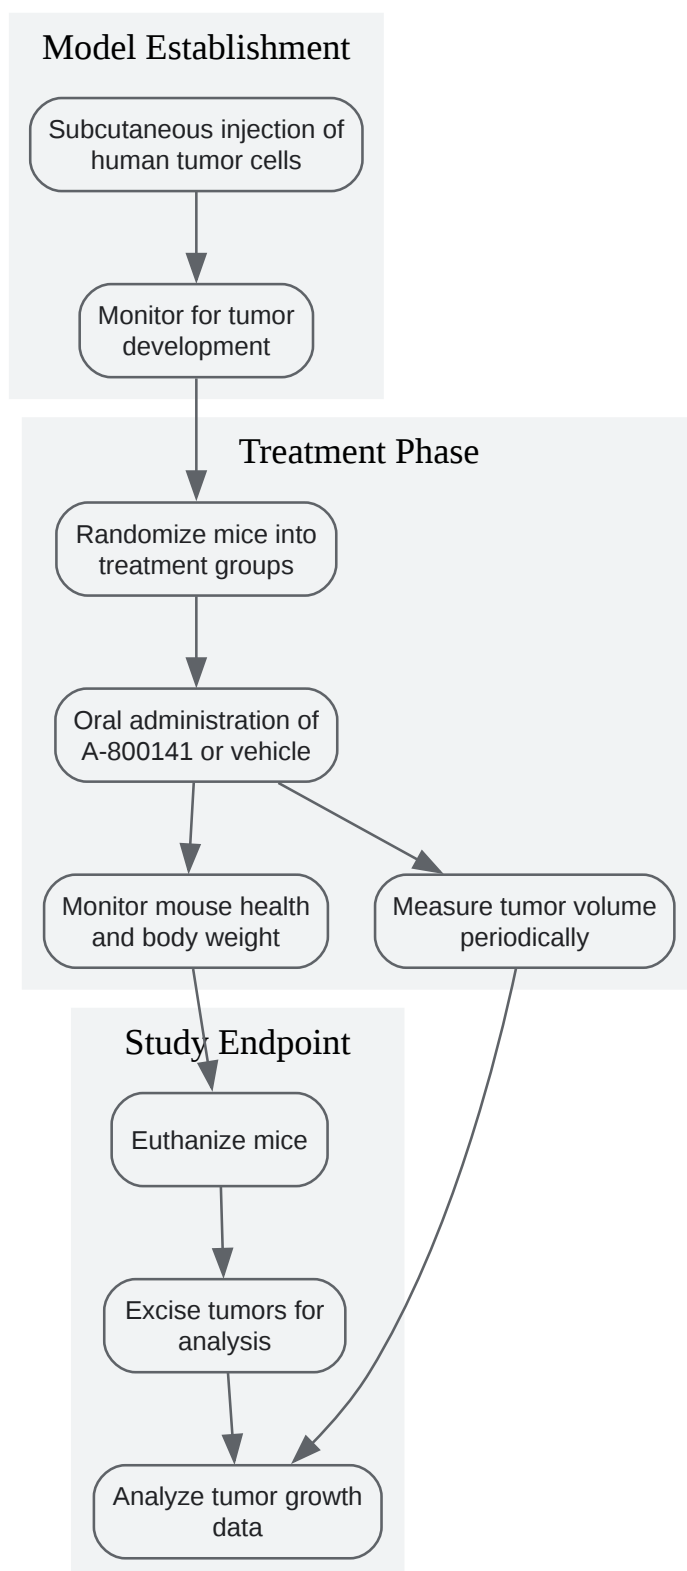 Model Establishment
Subcutaneous injection of
human tumor cells
Monitor for tumor
development
Treatment Phase
Randomize mice into
treatment groups
Oral administration of
A-800141 or vehicle
Monitor mouse health
and body weight
Measure tumor volume
periodically
Study Endpoint
Euthanize mice
Excise tumors for
analysis
Analyze tumor growth
data